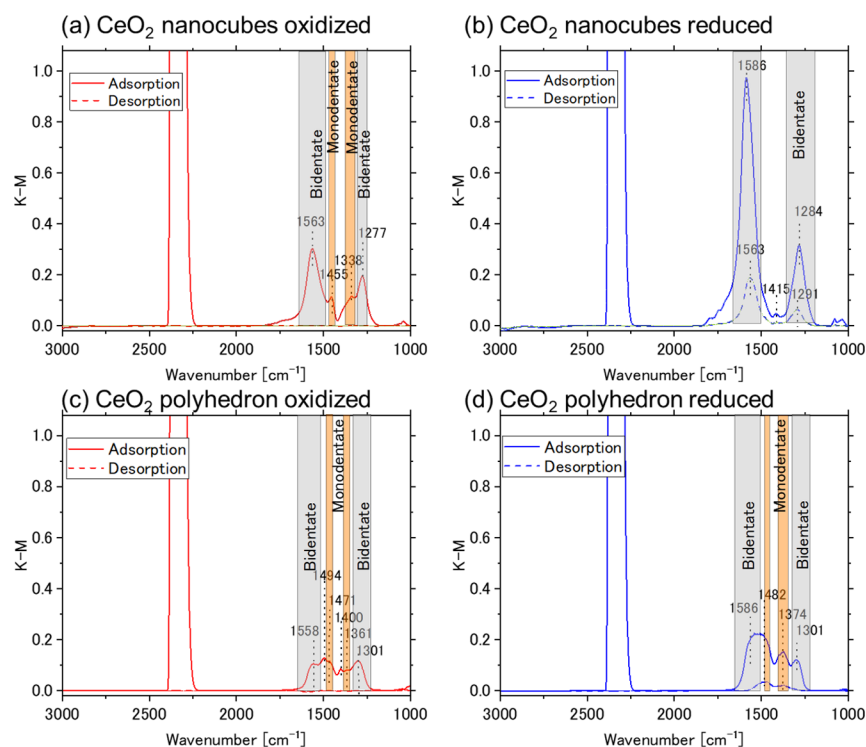 (a) CeO2 nanocubes oxidized
1.0
0.8
0.6
0.4
0.2
0.0
K-M
Adsorption
Desorption
Bidentate
Monodentate
Monodentate
Bidentate
1563
1455
1338
1277
3000 2500 2000 1500 1000
Wavenumber [cm⁻¹]
(b) CeO2 nanocubes reduced
1.0
0.8
0.6
0.4
0.2
0.0
K-M
Adsorption
Desorption
1586
Bidentate
1563
1415
1284
1291
3000 2500 2000 1500 1000
Wavenumber [cm⁻¹]
(c) CeO2 polyhedron oxidized
1.0
0.8
0.6
0.4
0.2
0.0
K-M
Adsorption
Desorption
Bidentate
Monodentate
Bidentate
1558
1494
1471
1400
1361
1301
3000 2500 2000 1500 1000
Wavenumber [cm⁻¹]
(d) CeO2 polyhedron reduced
1.0
0.8
0.6
0.4
0.2
0.0
K-M
Adsorption
Desorption
Bidentate
Monodentate
Bidentate
1586
1482
1374
1301
3000 2500 2000 1500 1000
Wavenumber [cm⁻¹]